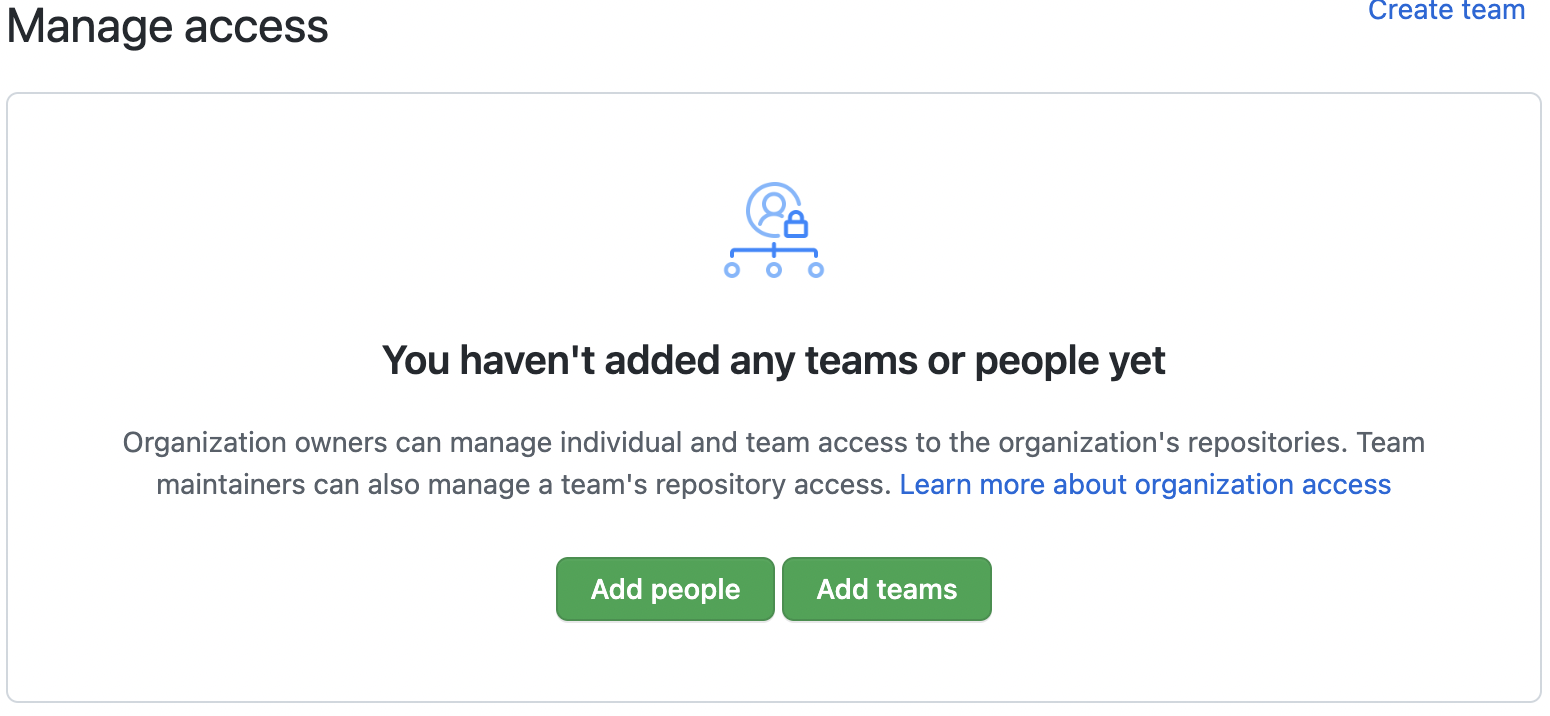 Manage access
Create team
You haven't added any teams or people yet
Organization owners can manage individual and team access to the organization's repositories. Team
maintainers can also manage a team's repository access. Learn more about organization access
Add people
Add teams